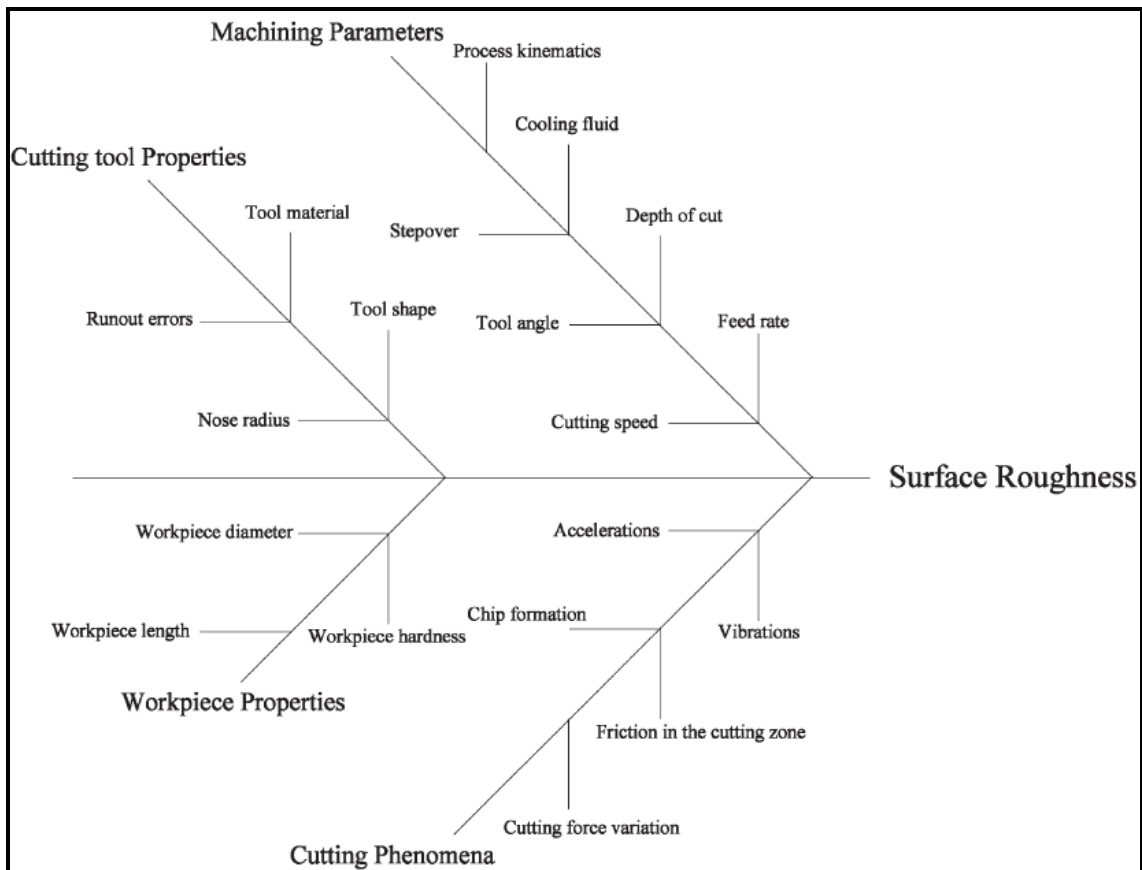 Machining Parameters
Process kinematics
Cooling fluid
Cutting tool Properties
Tool material
Depth of cut
Stepover
Runout errors
Tool shape
Tool angle
Feed rate
Nose radius
Cutting speed
Surface Roughness
Workpiece diameter
Accelerations
Chip formation
Workpiece length
Workpiece hardness
Vibrations
Workpiece Properties
Friction in the cutting zone
Cutting force variation
Cutting Phenomena